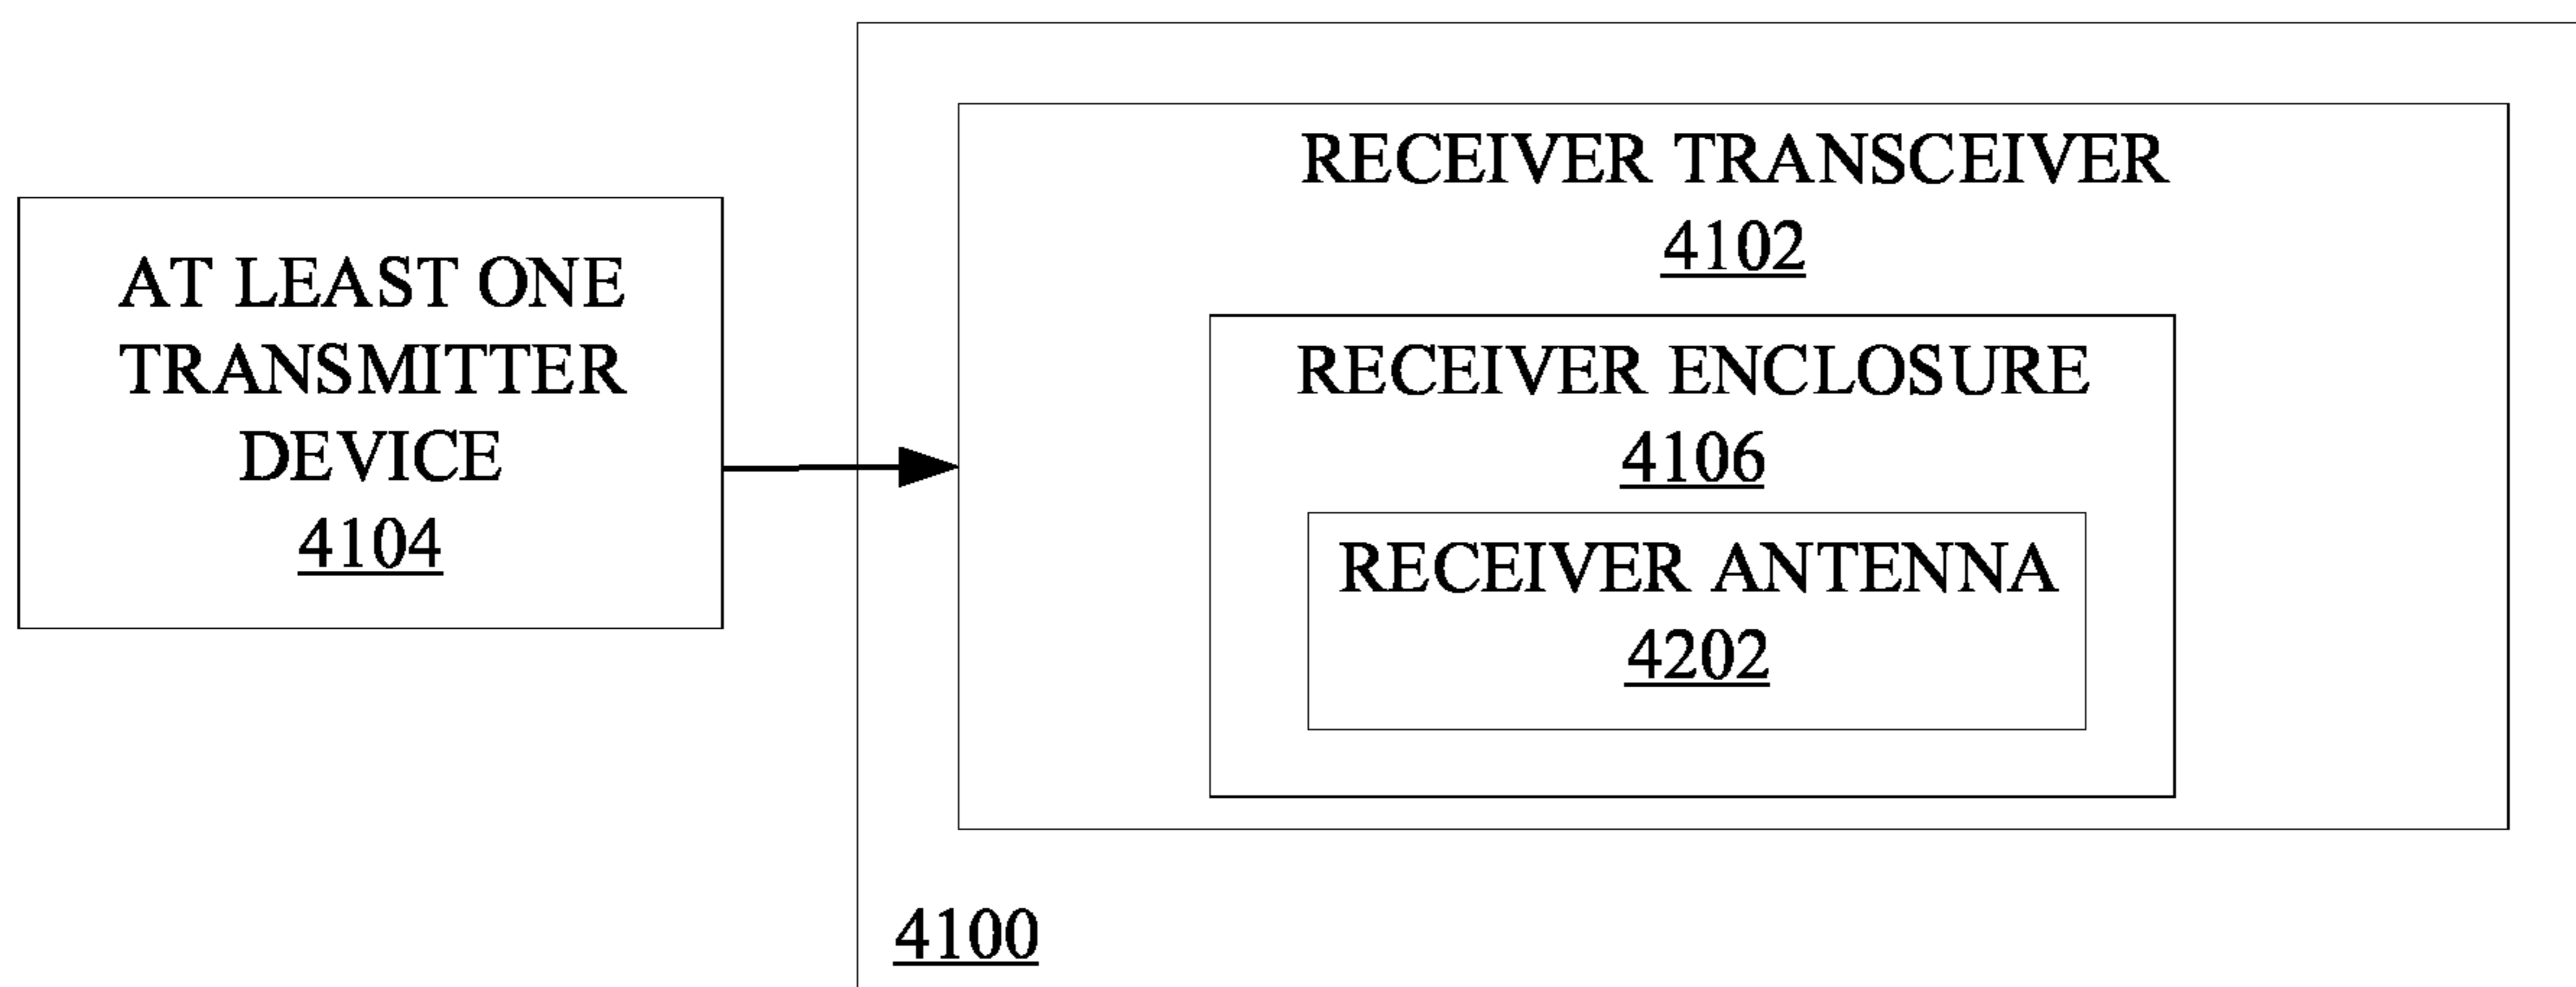 AT LEAST ONE
TRANSMITTER
DEVICE
4104
RECEIVER TRANSCEIVER
4102
RECEIVER ENCLOSURE
4106
RECEIVER ANTENNA
4202
4100